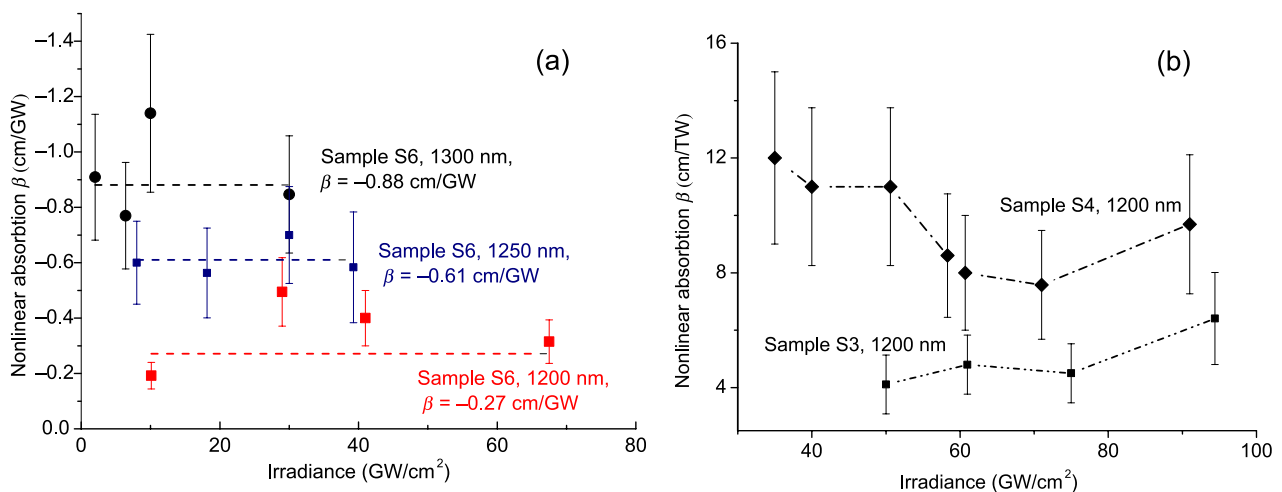 (a)
Nonlinear absorbtion β (cm/GW)
–1.4
–1.2
–1.0
–0.8
–0.6
–0.4
–0.2
0.0
Sample S6, 1300 nm,
β = –0.88 cm/GW
Sample S6, 1250 nm,
β = –0.61 cm/GW
Sample S6, 1200 nm,
β = –0.27 cm/GW
0 20 40 60 80
Irradiance (GW/cm²)
(b)
Nonlinear absorption β (cm/TW)
16
12
8
4
Sample S4, 1200 nm
Sample S3, 1200 nm
40 60 80 100
Irradiance (GW/cm²)